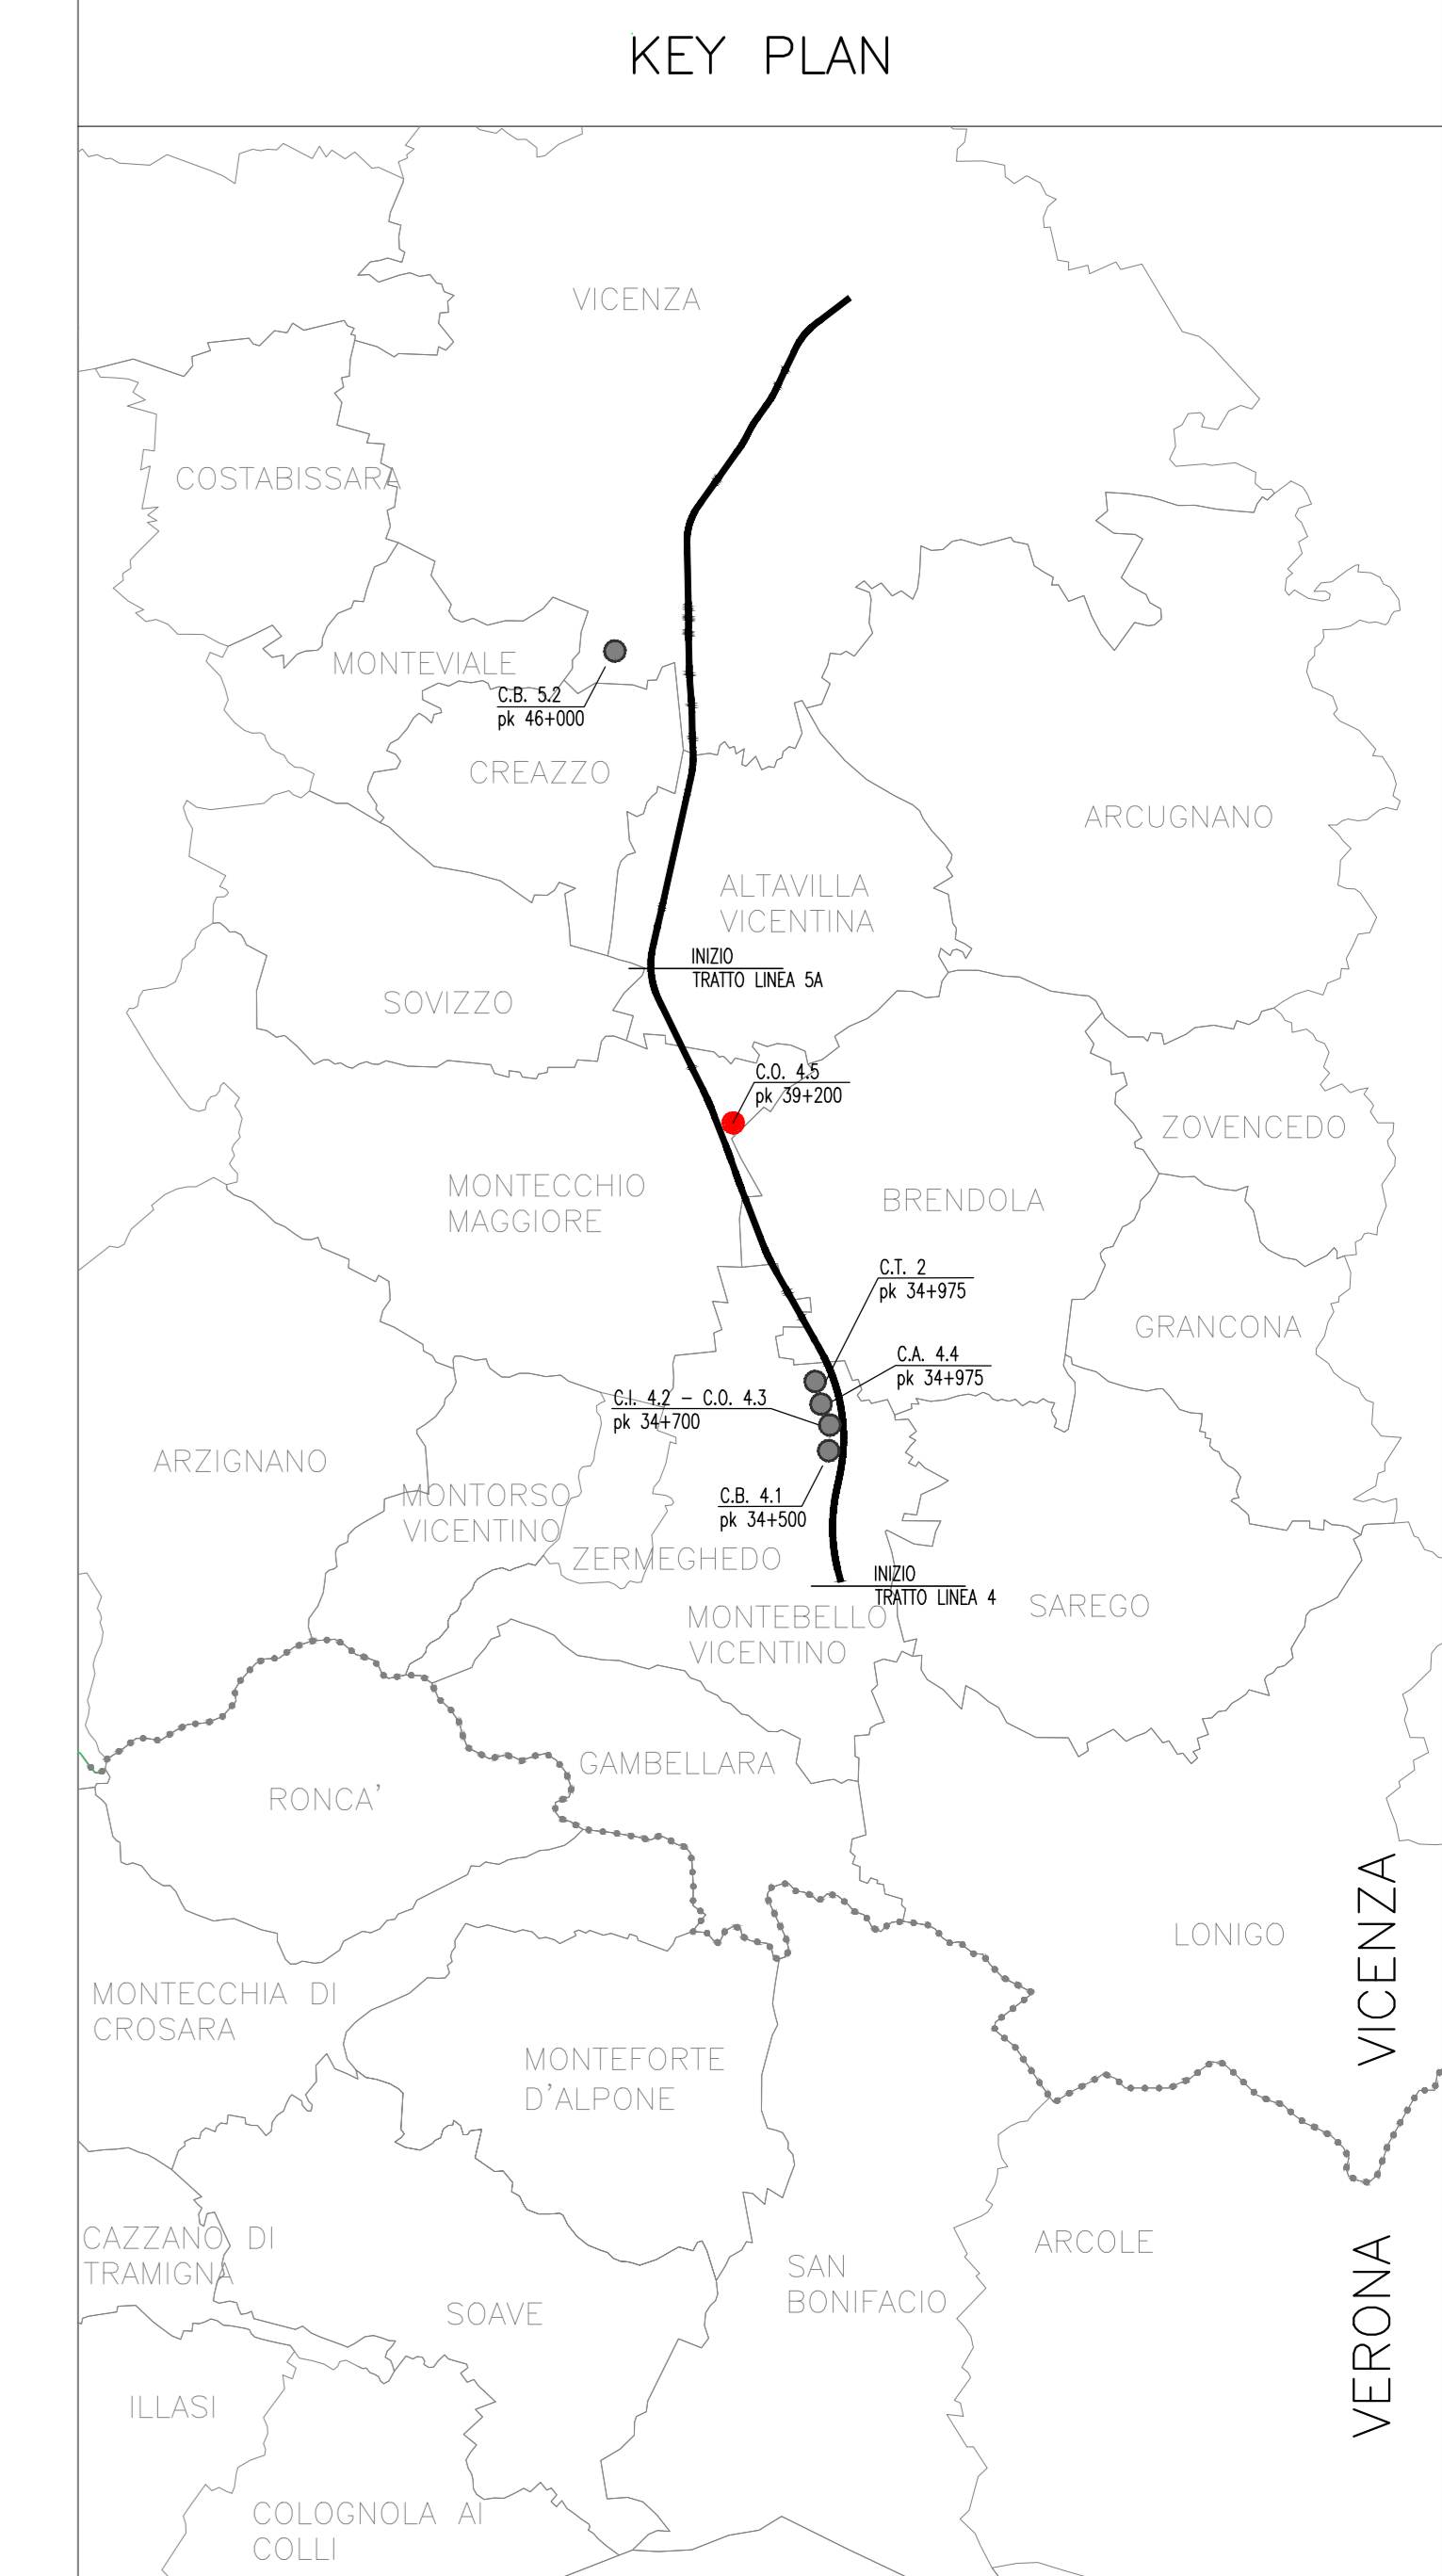 KEY PLAN
VICENZA
COSTABISSARA
MONTEVIALE
C.B. 5.2
pk 46+000
CREAZZO
ARCUGNANO
ALTAVILLA
VICENTINA
INIZIO
TRATTO LINEA 5A
SOVIZZO
C.O. 4.5
pk 39+200
ZOVENCEDO
MONTECCHIO
MAGGIORE
BRENDOLA
C.T. 2
pk 34+975
GRANCONA
C.A. 4.4
pk 34+975
C.I. 4.2 - C.O. 4.3
pk 34+700
ARZIGNANO
MONTORSO
VICENTINO
C.B. 4.1
pk 34+500
ZERMEGHEDO
INIZIO
TRATTO LINEA 4
MONTEBELLO
VICENTINO
SAREGO
GAMBELLARA
RONCA'
LONIGO
VICENZA
MONTECCHIA DI
CROSARA
MONTEFORTE
D'ALPONE
CAZZANO DI
TRAMIGNA
ARCOLE
VERONA
SAN
BONIFACIO
SOAVE
ILLASI
COLOGNOLA AI
COLLI